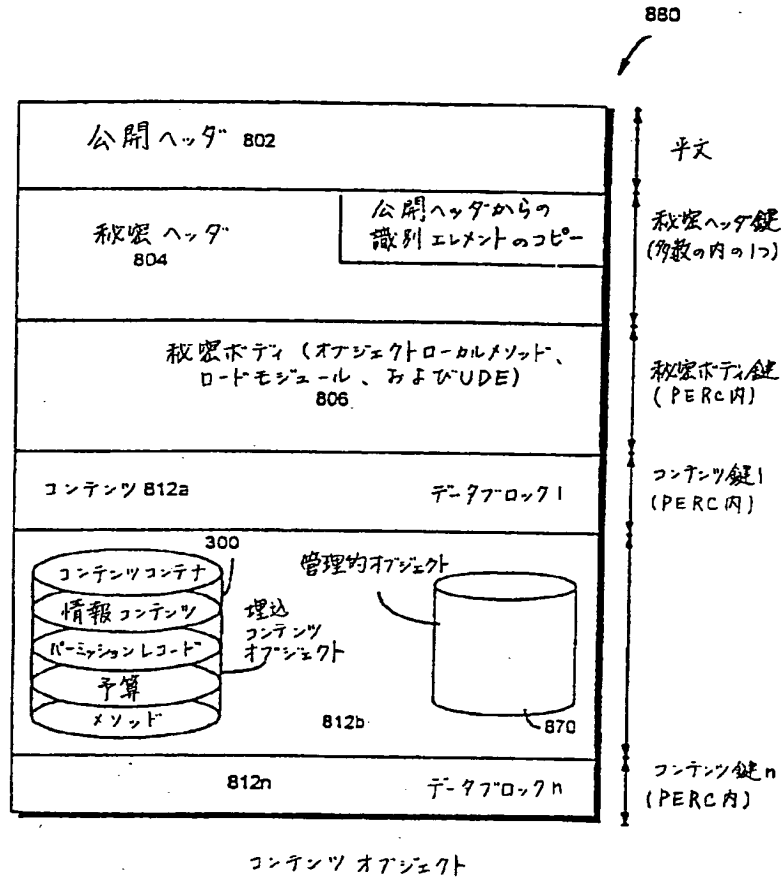 880
公開ヘッダ 802
平文
秘密ヘッダ
804
公開ヘッダからの
識別エレメントのコピー
秘密ヘッダ鍵
(多数の内の1つ)
秘密ボディ (オブジェクトローカルメソッド、
ロードモジュール、およびUDE)
806
秘密ボディ鍵
(PERC内)
コンテンツ 812a
データブロック1
コンテンツ鍵1
(PERC内)
300
コンテンツコンテナ
情報コンテンツ
パーミッションレコード
予算
メソッド
埋込
コンテンツ
オブジェクト
管理的オブジェクト
812b
870
812n
データブロックn
コンテンツ鍵n
(PERC内)
コンテンツ オブジェクト